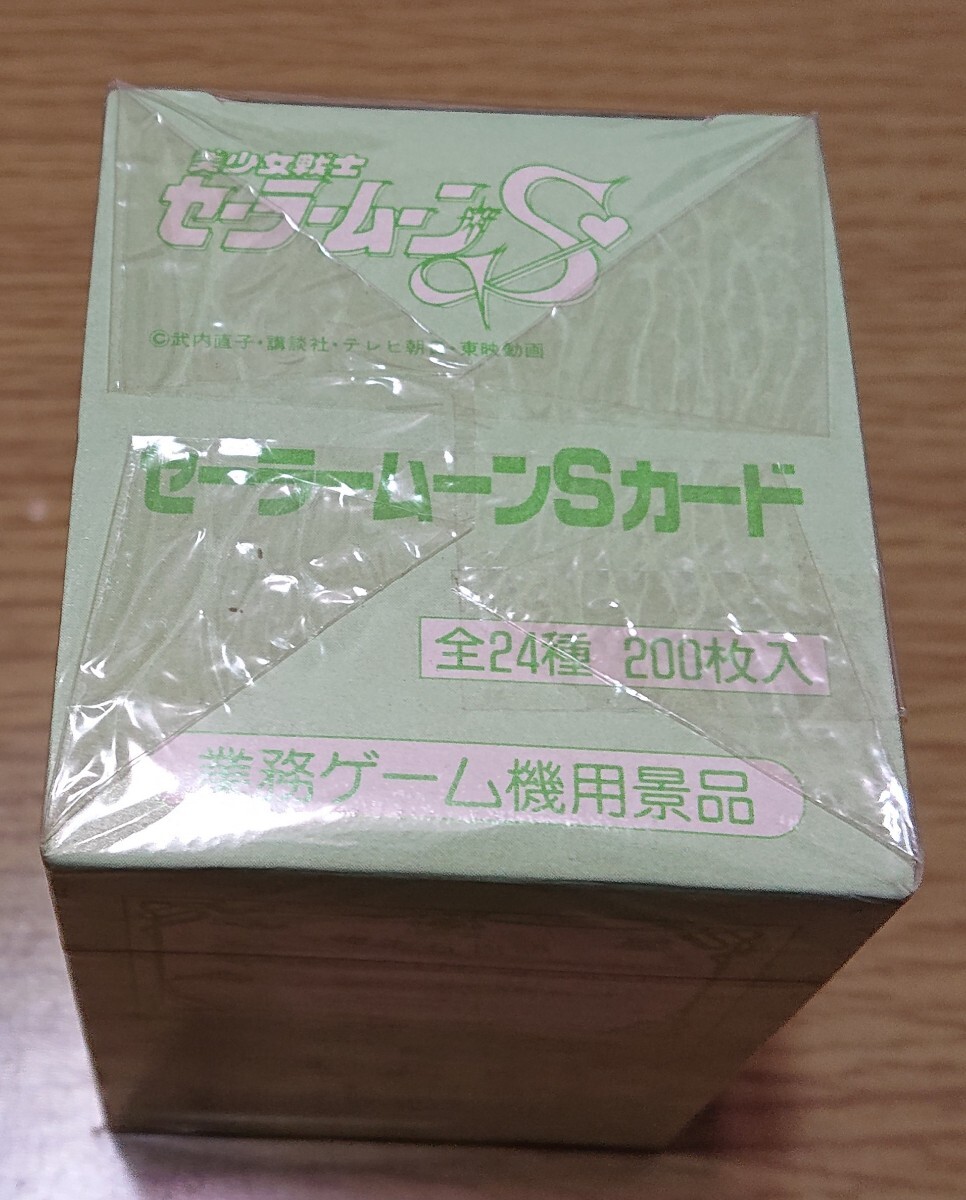 美少女戦士
セーラームーンS
©武内直子・講談社・テレビ朝 ・東映動画
セーラームーンSカード
全24種 200枚入
業務ゲーム機用景品